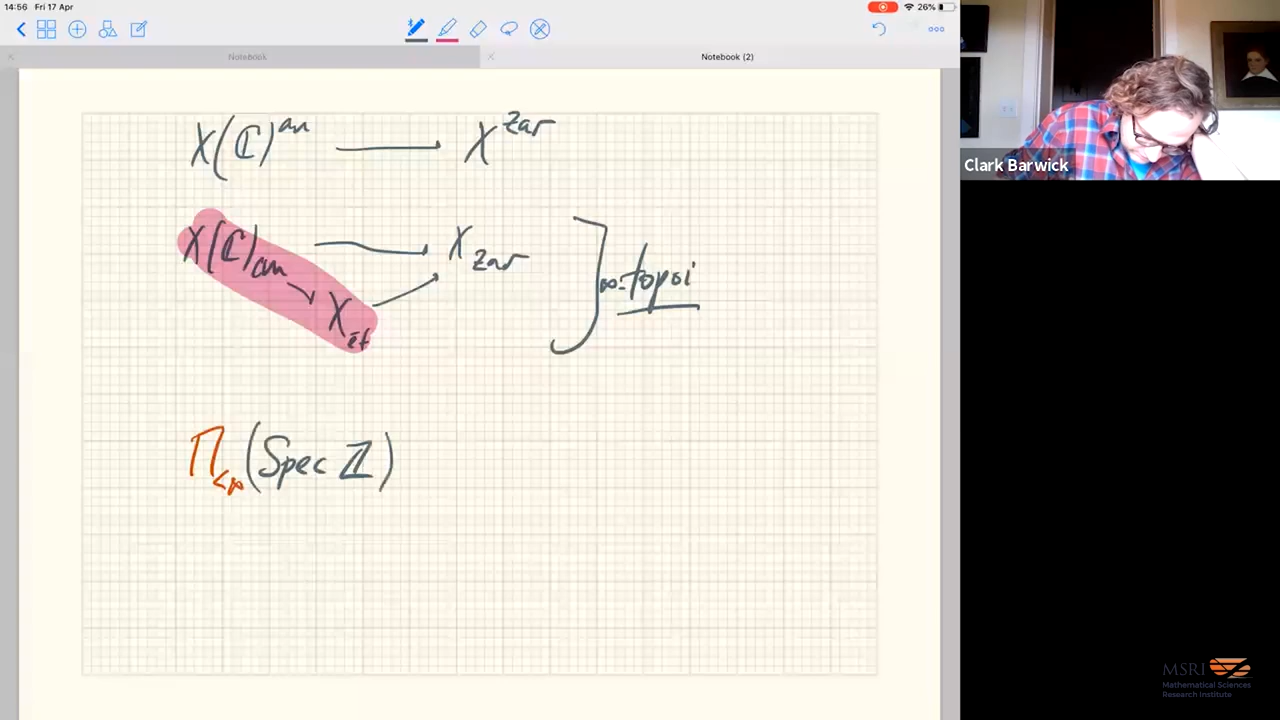 14:56 Fri 17 Apr 26%
Notebook Notebook (2)
X(ℂ)^an ⟶ X^Zar
X(ℂ)_an ⟶ X_Zar
X_ét
∞-topoi
Π_<∞ (Spec ℤ)
Clark Barwick
MSRI
Mathematical Sciences
Research Institute